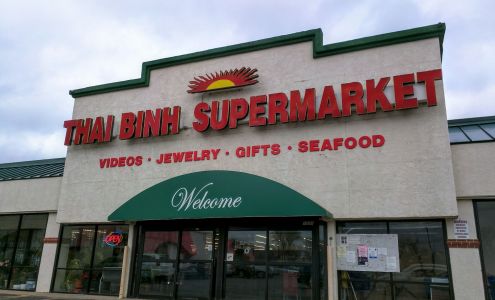 THAI BINH SUPERMARKET
VIDEOS · JEWELRY · GIFTS · SEAFOOD
Welcome
OPEN